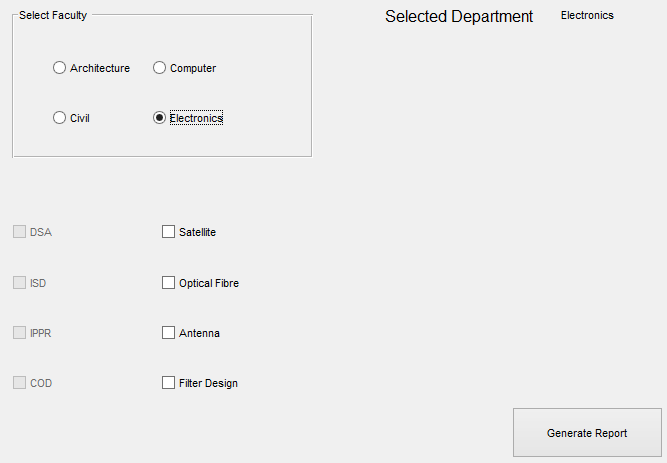 Select Faculty
Selected Department Electronics
Architecture Computer
Civil Electronics
DSA Satellite
ISD Optical Fibre
IPPR Antenna
COD Filter Design
Generate Report